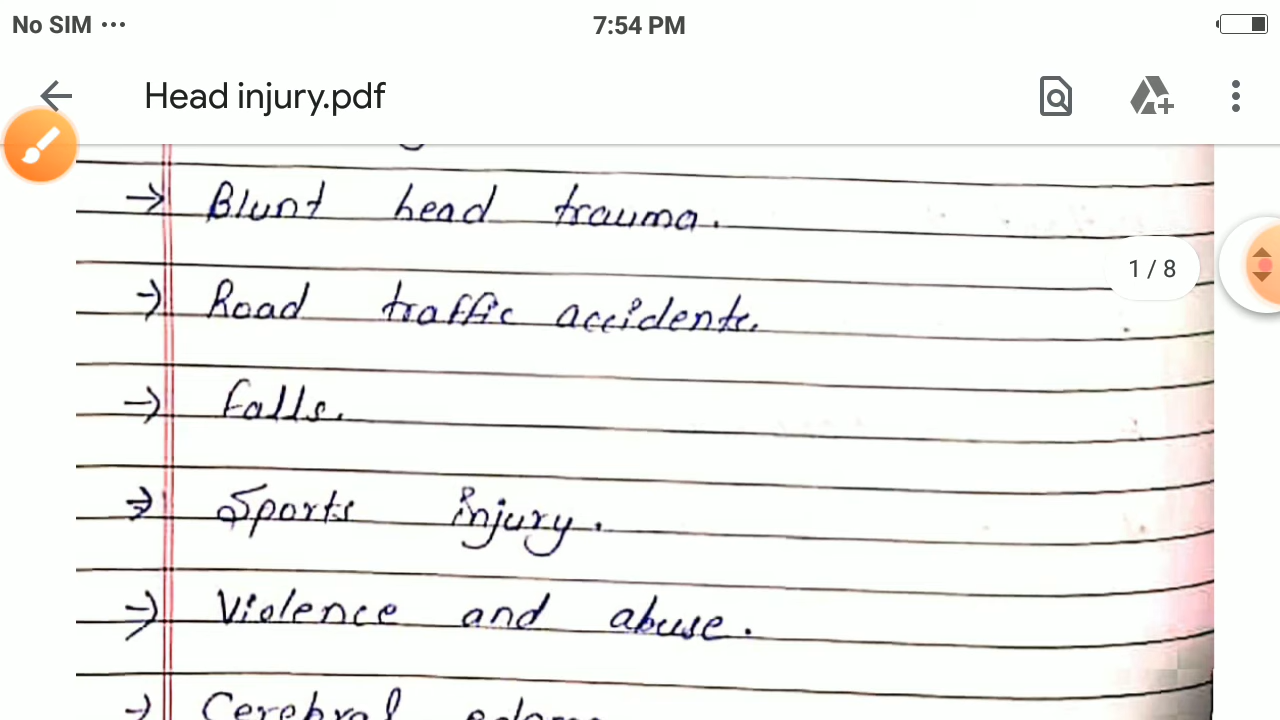 No SIM ...
7:54 PM
Head injury.pdf
→ Blunt head trauma.
1 / 8
→ Road traffic accidents.
→ Falls.
→ Sports injury.
→ Violence and abuse.
→ Cerebral